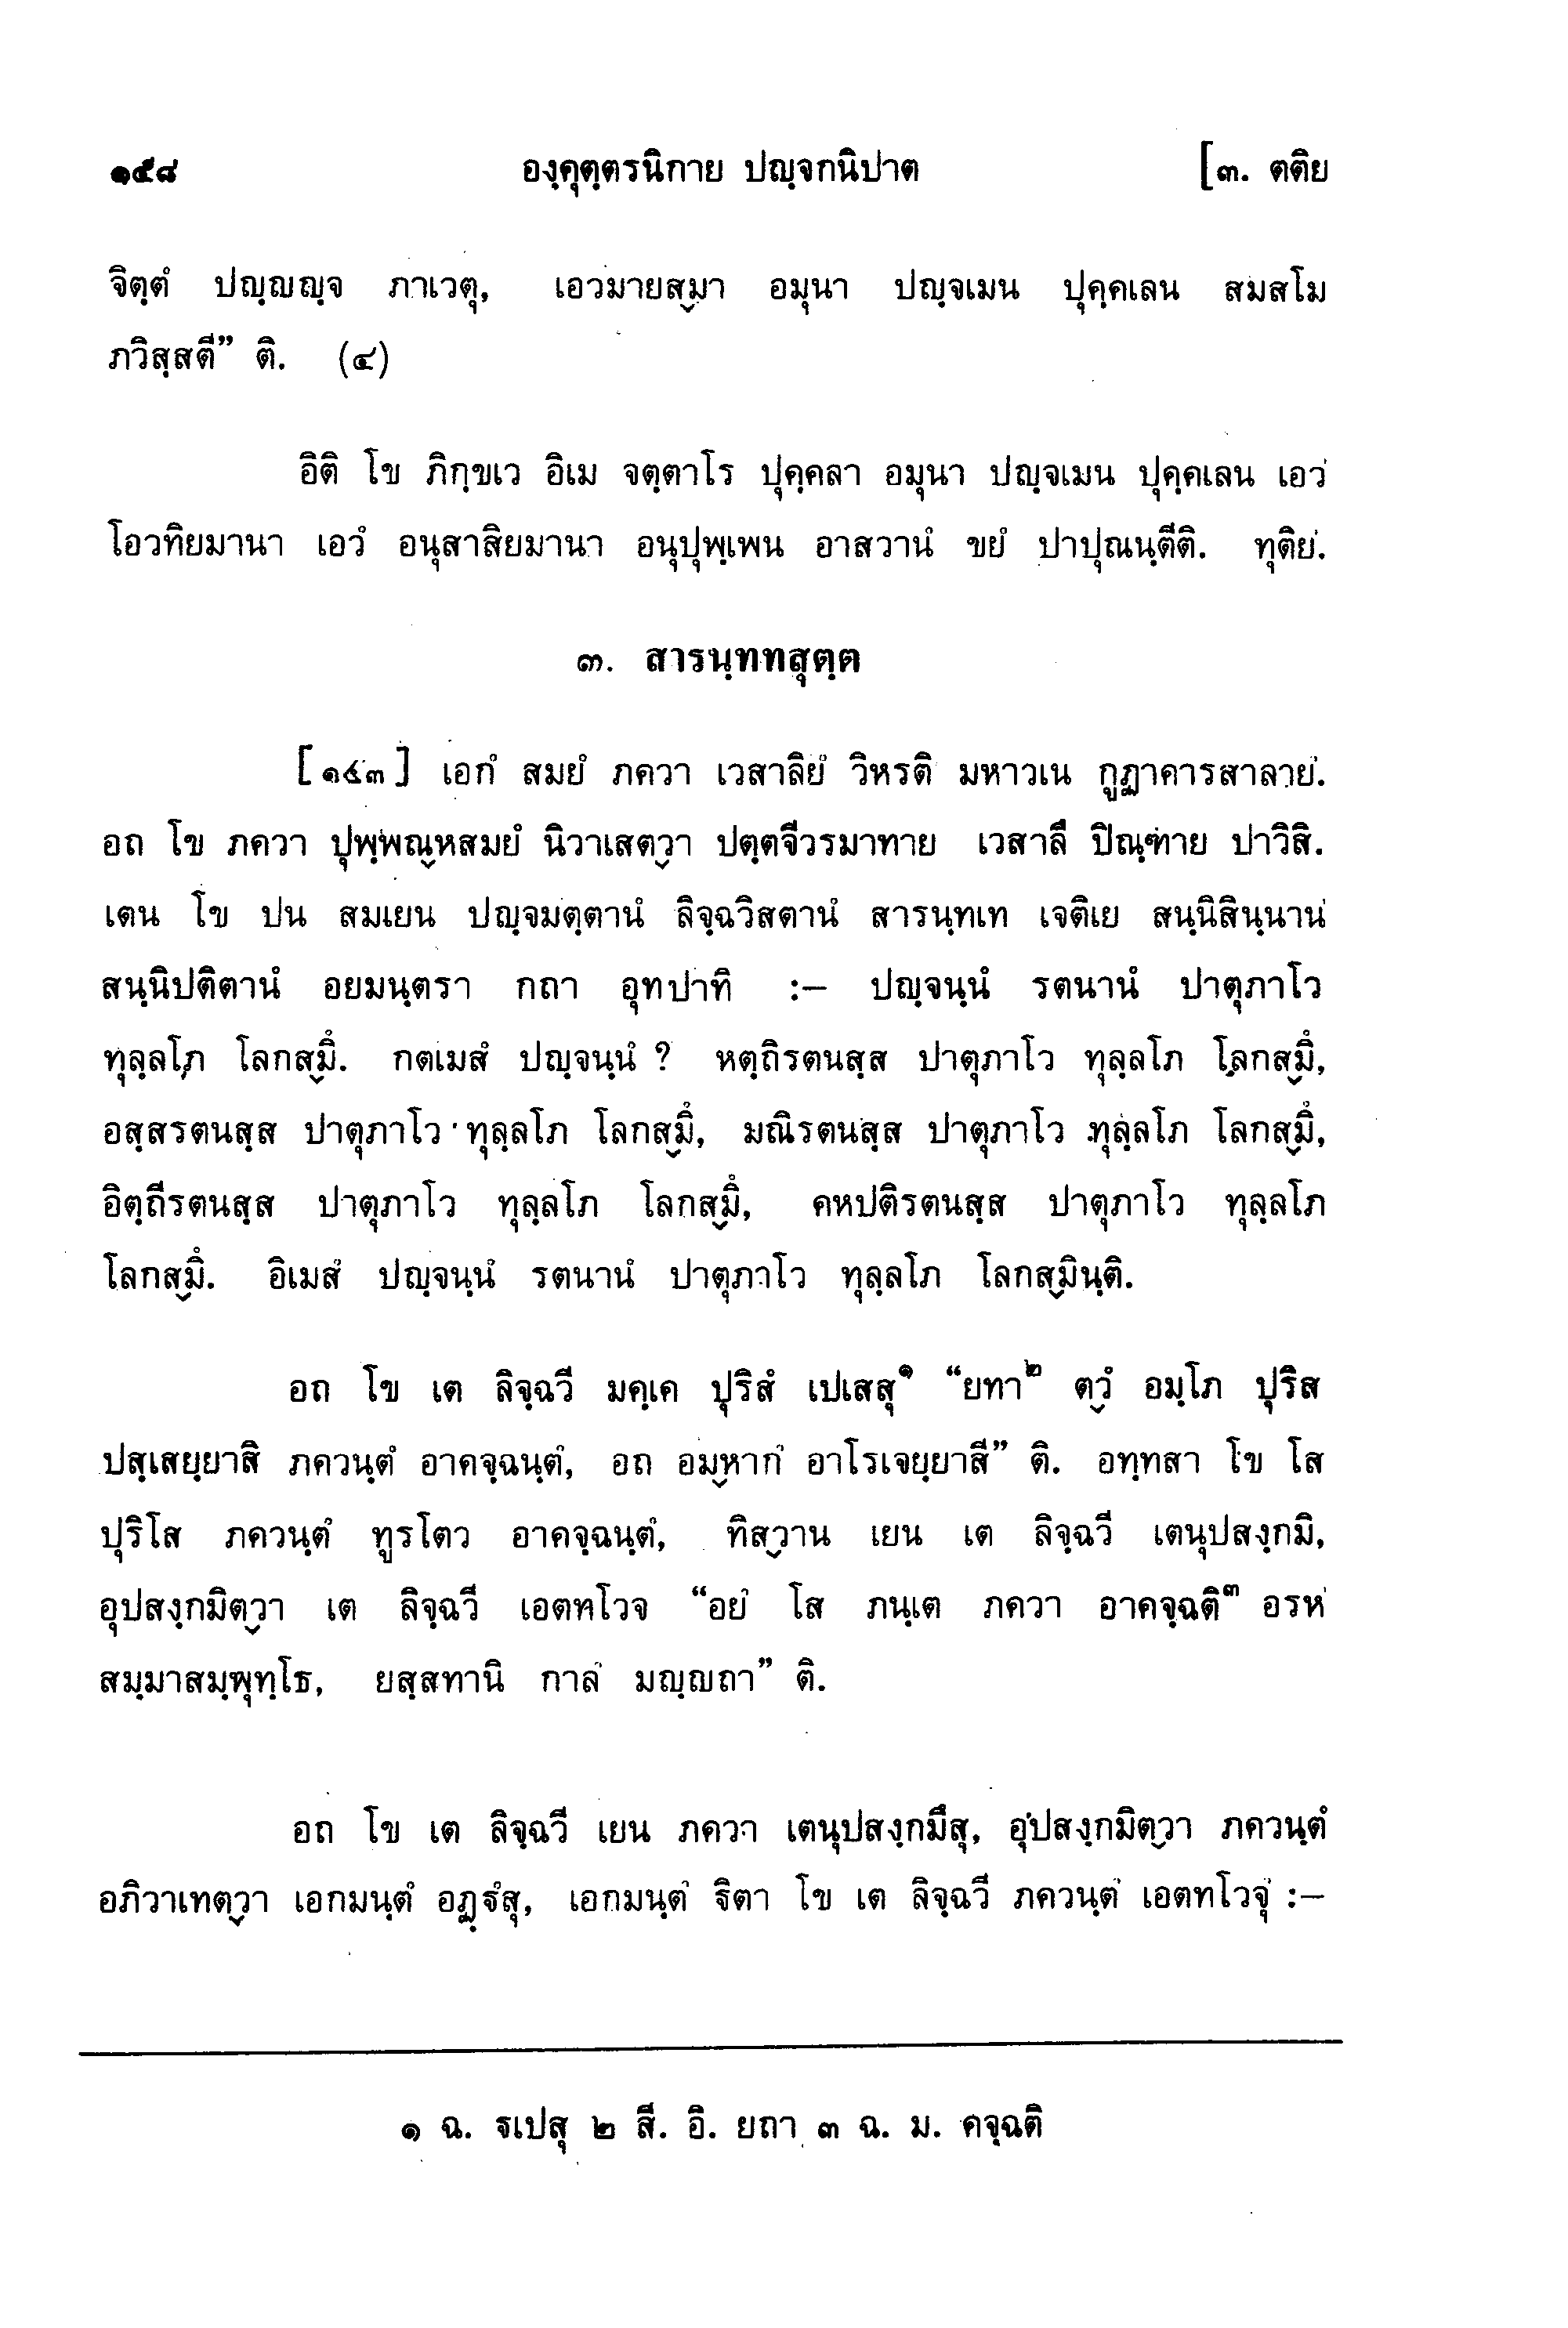 ๑๕๘ องฺคุตฺตรนิกาย ปญฺจกนิปาต [๓. ตติย
จิตฺตํ ปญฺญญฺจ ภาเวตุ, เอวมายสฺมา อมุนา ปญฺจเมน ปุคฺคเลน สมสโม
ภวิสฺสตี” ติ. (๔)
อิติ โข ภิกฺขเว อิเม จตฺตาโร ปุคฺคลา อมุนา ปญฺจเมน ปุคฺคเลน เอวํ
โอวทิยมานา เอวํ อนุสาสิยมานา อนุปุพฺเพน อาสวานํ ขยํ ปาปุณนฺตีติ. ทุติยํ.
๓. สารนฺททสุตฺต
[๑๔๓] เอกํ สมยํ ภควา เวสาลิยํ วิหรติ มหาวเน กูฏาคารสาลายํ.
อถ โข ภควา ปุพฺพณฺหสมยํ นิวาเสตฺวา ปตฺตจีวรมาทาย เวสาลึ ปิณฺฑาย ปาวิสิ.
เตน โข ปน สมเยน ปญฺจมตฺตานํ ลิจฺฉวิสตานํ สารนฺทเท เจติเย สนฺนิสินฺนานํ
สนฺนิปติตานํ อยมนฺตรา กถา อุทปาทิ :– ปญฺจนฺนํ รตนานํ ปาตุภาโว
ทุลฺลโภ โลกสฺมึ. กตเมสํ ปญฺจนฺนํ ? หตฺถิรตนสฺส ปาตุภาโว ทุลฺลโภ โลกสฺมึ,
อสฺสรตนสฺส ปาตุภาโว ทุลฺลโภ โลกสฺมึ, มณิรตนสฺส ปาตุภาโว ทุลฺลโภ โลกสฺมึ,
อิตฺถีรตนสฺส ปาตุภาโว ทุลฺลโภ โลกสฺมึ, คหปติรตนสฺส ปาตุภาโว ทุลฺลโภ
โลกสฺมึ. อิเมสํ ปญฺจนฺนํ รตนานํ ปาตุภาโว ทุลฺลโภ โลกสฺมินฺติ.
อถ โข เต ลิจฺฉวี มคฺเค ปุริสํ เปเสสุ๑ “ยทา๒ ตฺวํ อมฺโภ ปุริส
ปสฺเสยฺยาสิ ภควนฺตํ อาคจฺฉนฺตํ, อถ อมฺหากํ อาโรเจยฺยาสี” ติ. อทฺทสา โข โส
ปุริโส ภควนฺตํ ทูรโตว อาคจฺฉนฺตํ, ทิสฺวาน เยน เต ลิจฺฉวี เตนุปสงฺกมิ,
อุปสงฺกมิตฺวา เต ลิจฺฉวี เอตทโวจ “อยํ โส ภนฺเต ภควา อาคจฺฉติ๓ อรหํ
สมฺมาสมฺพุทฺโธ, ยสฺสทานิ กาลํ มญฺญถา” ติ.
อถ โข เต ลิจฺฉวี เยน ภควา เตนุปสงฺกมึสุ, อุปสงฺกมิตฺวา ภควนฺตํ
อภิวาเทตฺวา เอกมนฺตํ อฏฺฐํสุ, เอกมนฺตํ ฐิตา โข เต ลิจฺฉวี ภควนฺตํ เอตทโวจุํ :–
๑ ฉ. ฐเปสุ ๒ สี. อิ. ยถา ๓ ฉ. ม. คจฺฉติ